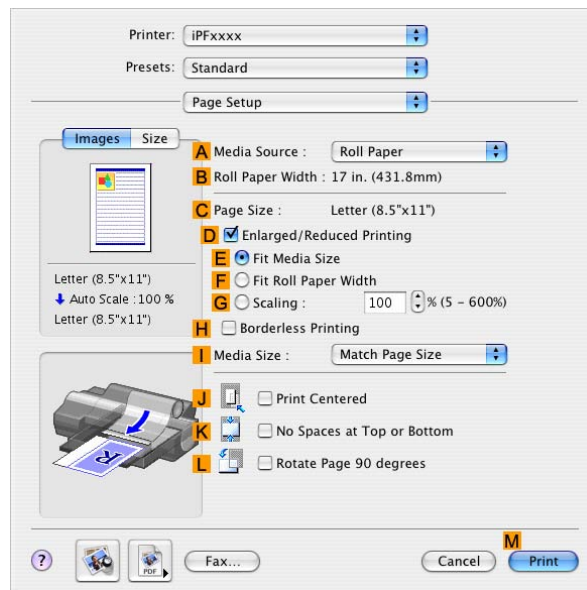 Printer: iPFxxxx
Presets: Standard
Page Setup
Images Size
A Media Source : Roll Paper
B Roll Paper Width : 17 in. (431.8mm)
C Page Size : Letter (8.5"x11")
D Enlarged/Reduced Printing
E Fit Media Size
F Fit Roll Paper Width
G Scaling : 100 % (5 - 600%)
H Borderless Printing
I Media Size : Match Page Size
Letter (8.5"x11")
Auto Scale :100 %
Letter (8.5"x11")
J Print Centered
K No Spaces at Top or Bottom
L Rotate Page 90 degrees
R
M
? PDF Fax... Cancel Print